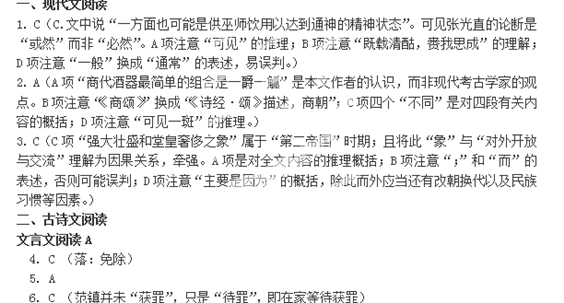 一、现代文阅读
1. C（C.文中说“一方面也可能是供巫师饮用以达到通神的精神状态”。可见张光直的论断是
“或然”而非“必然”。A项注意“可见”的推理；B项注意“既载清酤，赉我思成”的理解；
D项注意“一般”换成“通常”的表述，易误判。）
2. A（A项“商代酒器最简单的组合是一爵一觚”是本文作者的认识，而非现代考古学家的观
点。B项注意“《商颂》”换成“《诗经·颂》描述，商朝”；C项四个“不同”是对四段有关内
容的概括；D项注意“可见一斑”的推理。）
3. C（C项“强大壮盛和堂皇奢侈之象”属于“第二帝国”时期；且将此“象”与“对外开放
与交流”理解为因果关系，牵强。A项是对全文内容的推理概括；B项注意“；”和“而”的
表述，否则可能误判；D项注意“主要是因为”的概括，除此而外应当还有改朝换代以及民族
习惯等因素。）
二、古诗文阅读
文言文阅读A
4. C（落：免除）
5. A
6. C（范镇并未“获罪”，只是“待罪”，即在家等待获罪）